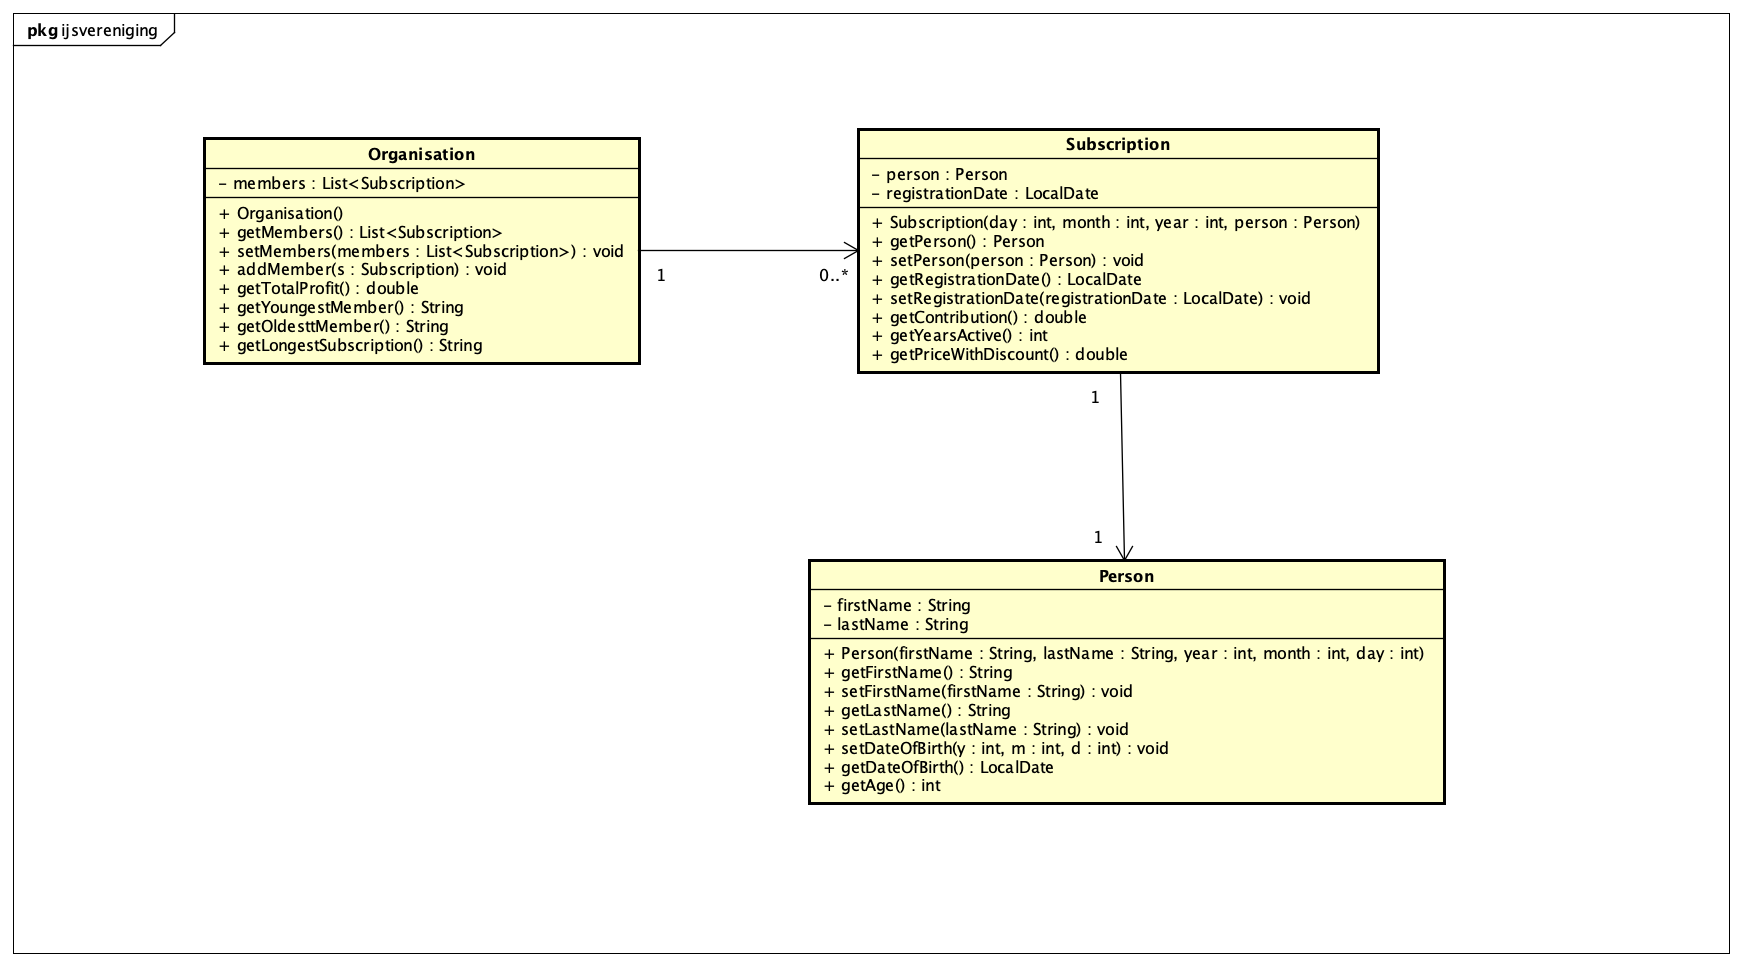 pkg ijsvereniging
Organisation
- members : List<Subscription>
+ Organisation()
+ getMembers() : List<Subscription>
+ setMembers(members : List<Subscription>) : void
+ addMember(s : Subscription) : void
+ getTotalProfit() : double
+ getYoungestMember() : String
+ getOldesttMember() : String
+ getLongestSubscription() : String
1
0..*
Subscription
- person : Person
- registrationDate : LocalDate
+ Subscription(day : int, month : int, year : int, person : Person)
+ getPerson() : Person
+ setPerson(person : Person) : void
+ getRegistrationDate() : LocalDate
+ setRegistrationDate(registrationDate : LocalDate) : void
+ getContribution() : double
+ getYearsActive() : int
+ getPriceWithDiscount() : double
1
1
Person
- firstName : String
- lastName : String
+ Person(firstName : String, lastName : String, year : int, month : int, day : int)
+ getFirstName() : String
+ setFirstName(firstName : String) : void
+ getLastName() : String
+ setLastName(lastName : String) : void
+ setDateOfBirth(y : int, m : int, d : int) : void
+ getDateOfBirth() : LocalDate
+ getAge() : int